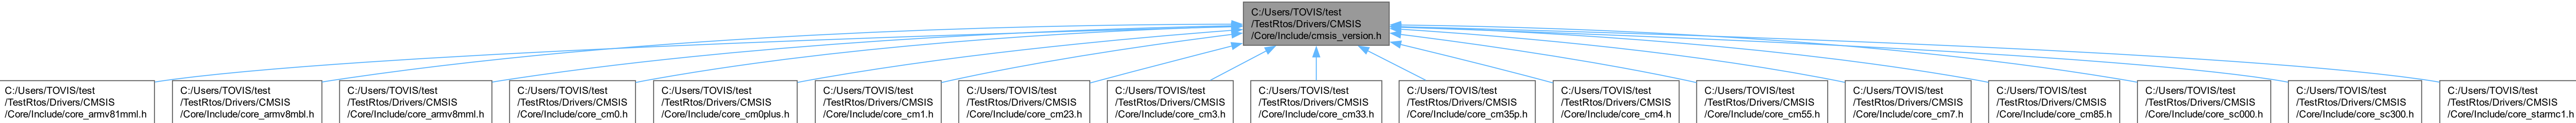 C:/Users/TOVIS/test
/TestRtos/Drivers/CMSIS
/Core/Include/cmsis_version.h
C:/Users/TOVIS/test
/TestRtos/Drivers/CMSIS
/Core/Include/core_armv81mml.h
C:/Users/TOVIS/test
/TestRtos/Drivers/CMSIS
/Core/Include/core_armv8mbl.h
C:/Users/TOVIS/test
/TestRtos/Drivers/CMSIS
/Core/Include/core_armv8mml.h
C:/Users/TOVIS/test
/TestRtos/Drivers/CMSIS
/Core/Include/core_cm0.h
C:/Users/TOVIS/test
/TestRtos/Drivers/CMSIS
/Core/Include/core_cm0plus.h
C:/Users/TOVIS/test
/TestRtos/Drivers/CMSIS
/Core/Include/core_cm1.h
C:/Users/TOVIS/test
/TestRtos/Drivers/CMSIS
/Core/Include/core_cm23.h
C:/Users/TOVIS/test
/TestRtos/Drivers/CMSIS
/Core/Include/core_cm3.h
C:/Users/TOVIS/test
/TestRtos/Drivers/CMSIS
/Core/Include/core_cm33.h
C:/Users/TOVIS/test
/TestRtos/Drivers/CMSIS
/Core/Include/core_cm35p.h
C:/Users/TOVIS/test
/TestRtos/Drivers/CMSIS
/Core/Include/core_cm4.h
C:/Users/TOVIS/test
/TestRtos/Drivers/CMSIS
/Core/Include/core_cm55.h
C:/Users/TOVIS/test
/TestRtos/Drivers/CMSIS
/Core/Include/core_cm7.h
C:/Users/TOVIS/test
/TestRtos/Drivers/CMSIS
/Core/Include/core_cm85.h
C:/Users/TOVIS/test
/TestRtos/Drivers/CMSIS
/Core/Include/core_sc000.h
C:/Users/TOVIS/test
/TestRtos/Drivers/CMSIS
/Core/Include/core_sc300.h
C:/Users/TOVIS/test
/TestRtos/Drivers/CMSIS
/Core/Include/core_starmc1.h